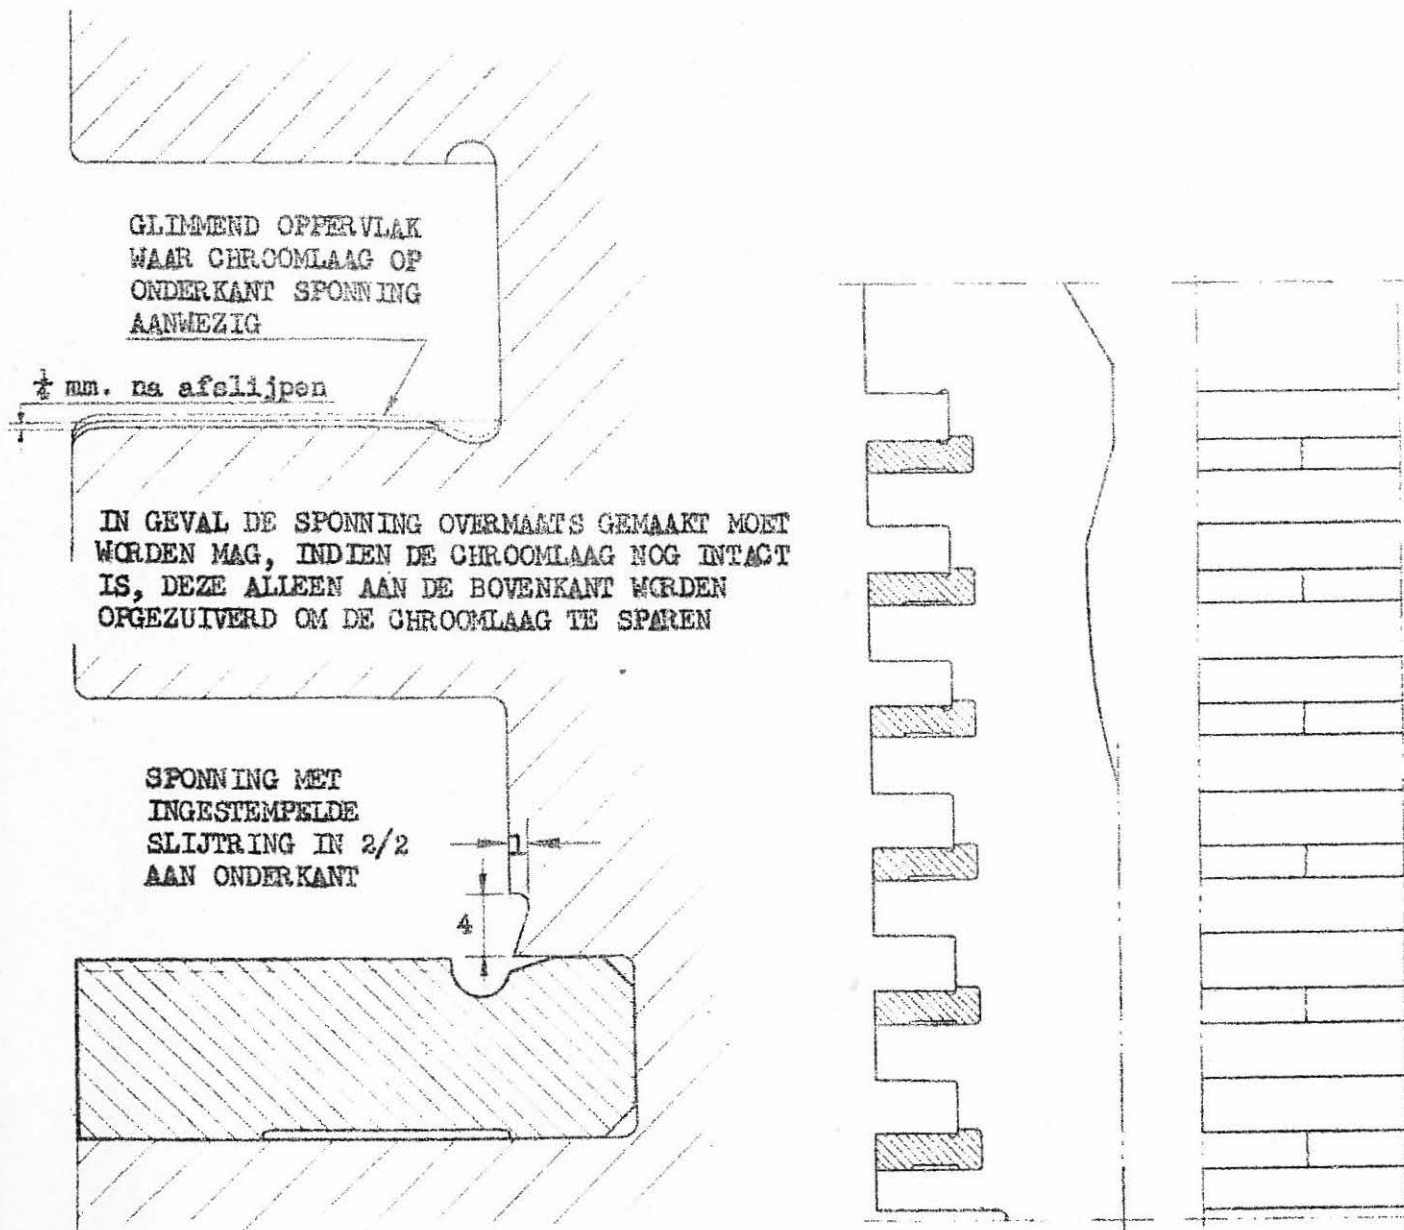 GLIMMEND OPPERVLAK
WAAR CHROOMLAAG OP
ONDERKANT SPONNING
AANWEZIG
½ mm. na afslijpen
IN GEVAL DE SPONNING OVERMAATS GEMAAKT MOET
WORDEN MAG, INDIEN DE CHROOMLAAG NOG INTACT
IS, DEZE ALLEEN AAN DE BOVENKANT WORDEN
OPGEZUIVERD OM DE CHROOMLAAG TE SPAREN
SPONNING MET
INGESTEMPELDE
SLIJTRING IN 2/2
AAN ONDERKANT
1
4